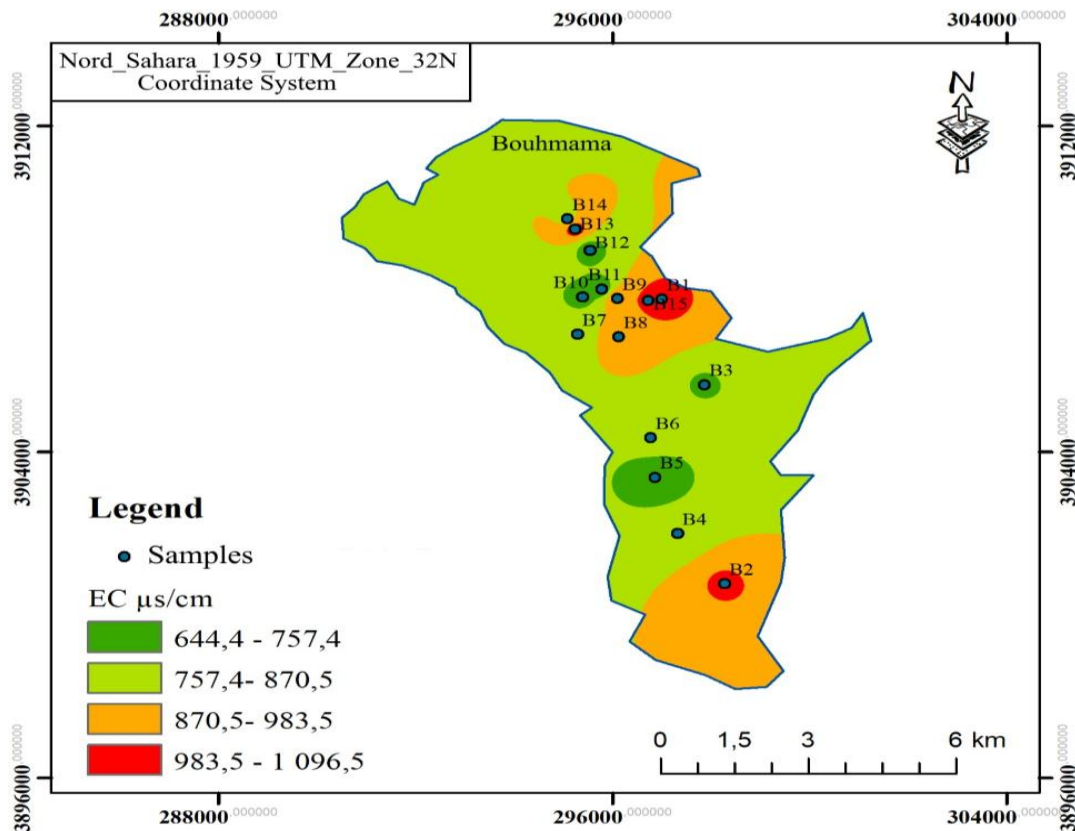 288000.000000
296000.000000
304000.000000
Nord_Sahara_1959_UTM_Zone_32N
Coordinate System
N
3912000.000000
3912000.000000
Bouhmama
B14
B13
B12
B11
B10
B9
B1
B15
B7
B8
B3
B6
3904000.000000
3904000.000000
B5
Legend
Samples
B4
B2
EC µs/cm
644,4 - 757,4
757,4- 870,5
870,5- 983,5
983,5 - 1 096,5
0 1,5 3 6 km
3896000.000000
3896000.000000
288000.000000
296000.000000
304000.000000